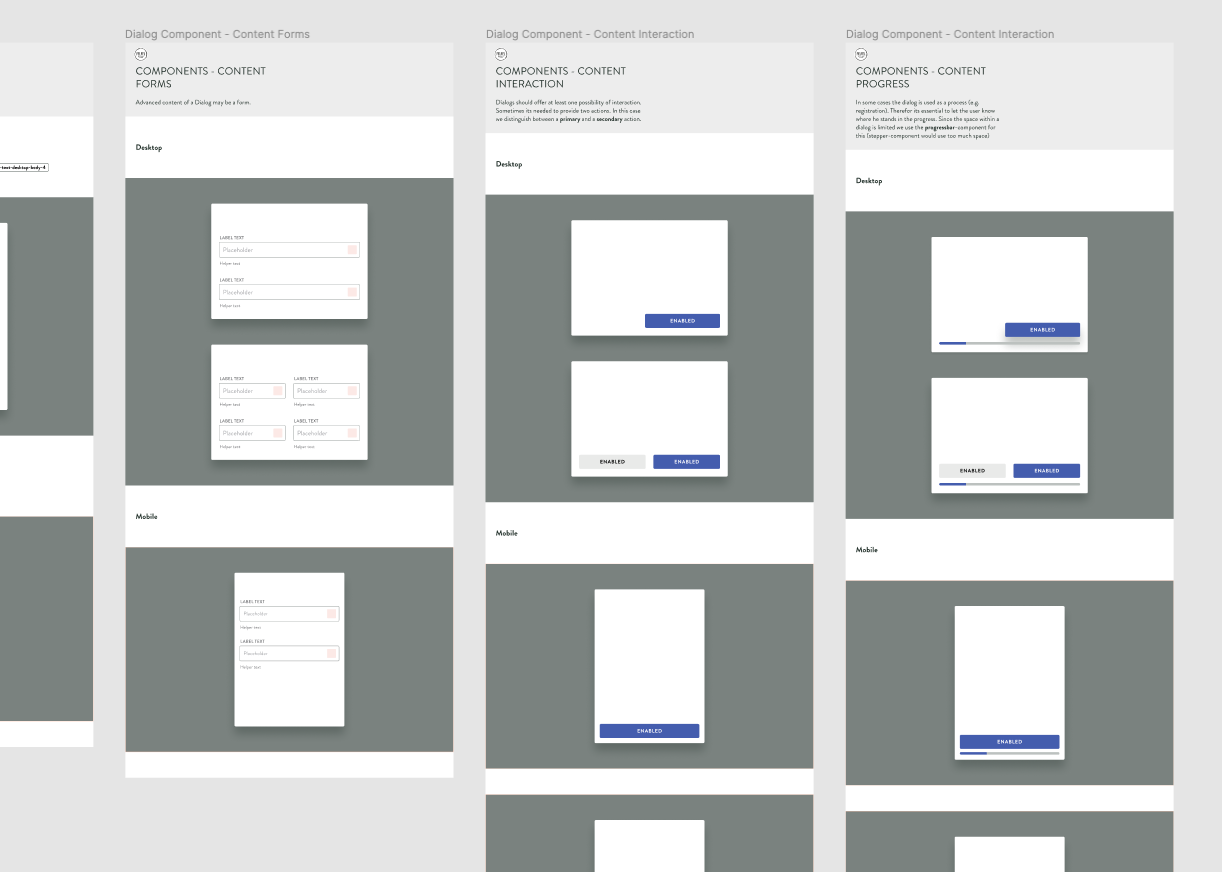 -text-desktop-body-4
Dialog Component - Content Forms
COMPONENTS - CONTENT
FORMS
Advanced content of a Dialog may be a form.
Desktop
LABEL TEXT
Placeholder
Helper text
LABEL TEXT
Placeholder
Helper text
LABEL TEXT
LABEL TEXT
Placeholder
Placeholder
Helper text
Helper text
LABEL TEXT
LABEL TEXT
Placeholder
Placeholder
Helper text
Helper text
Mobile
LABEL TEXT
Placeholder
Helper text
LABEL TEXT
Placeholder
Helper text
Dialog Component - Content Interaction
COMPONENTS - CONTENT
INTERACTION
Dialogs should offer at least one possibility of interaction.
Sometimes its needed to provide two actions. In this case
we distinguish between a primary and a secondary action.
Desktop
ENABLED
ENABLED
ENABLED
Mobile
ENABLED
Dialog Component - Content Interaction
COMPONENTS - CONTENT
PROGRESS
In some cases the dialog is used as a process (e.g.
registration). Therefor its essential to let the user know
where he stands in the progress. Since the space within a
dialog is limited we use the progressbar-component for
this (stepper-component would use too much space)
Desktop
ENABLED
ENABLED
ENABLED
Mobile
ENABLED